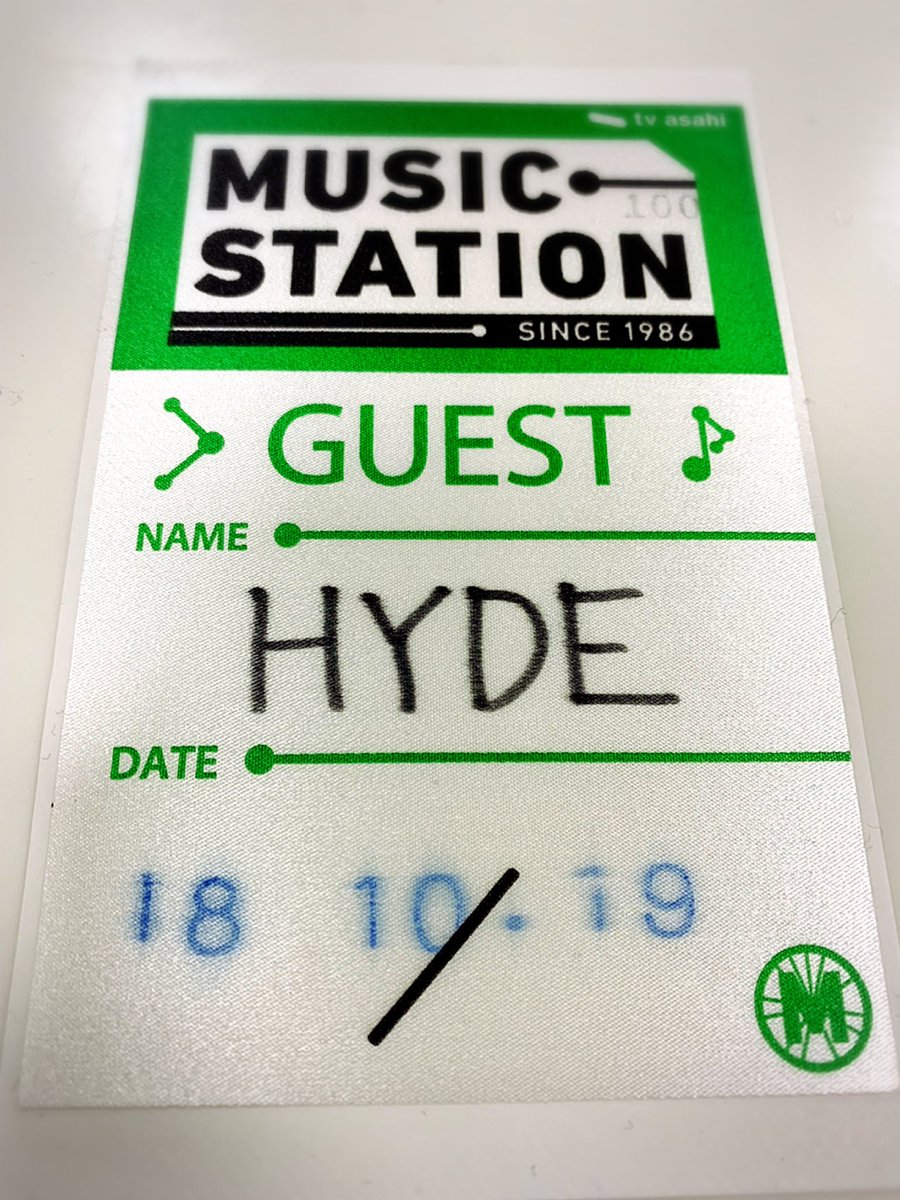 tv asahi
MUSIC
100
STATION
SINCE 1986
GUEST
NAME
HYDE
DATE
18 10 / . 19
M